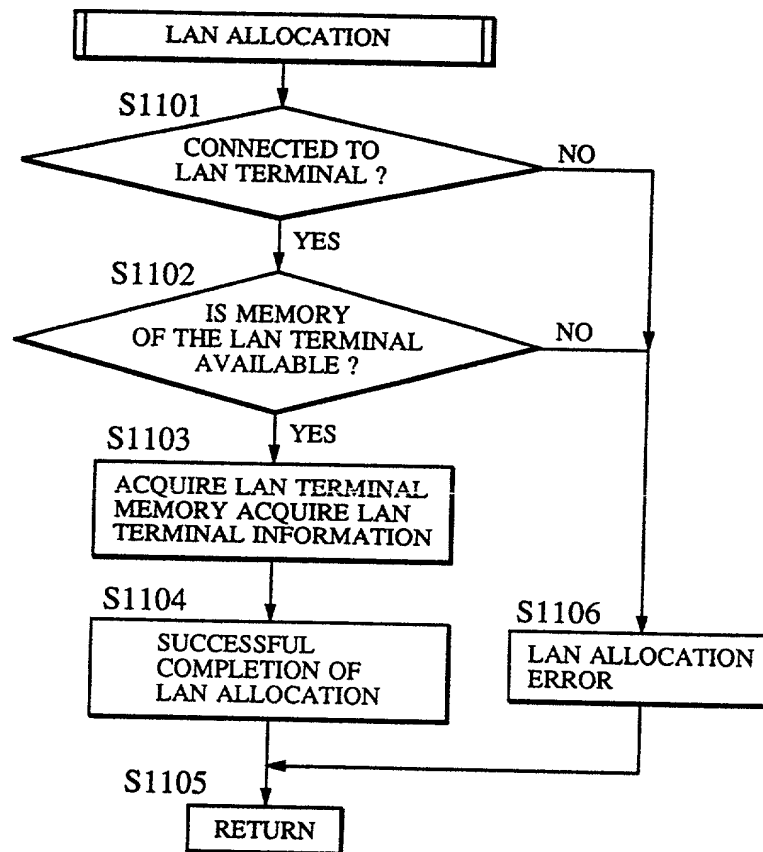 LAN ALLOCATION
S1101
CONNECTED TO
LAN TERMINAL ?
NO
YES
S1102
IS MEMORY
OF THE LAN TERMINAL
AVAILABLE ?
NO
YES
S1103
ACQUIRE LAN TERMINAL
MEMORY ACQUIRE LAN
TERMINAL INFORMATION
S1104
SUCCESSFUL
COMPLETION OF
LAN ALLOCATION
S1106
LAN ALLOCATION
ERROR
S1105
RETURN